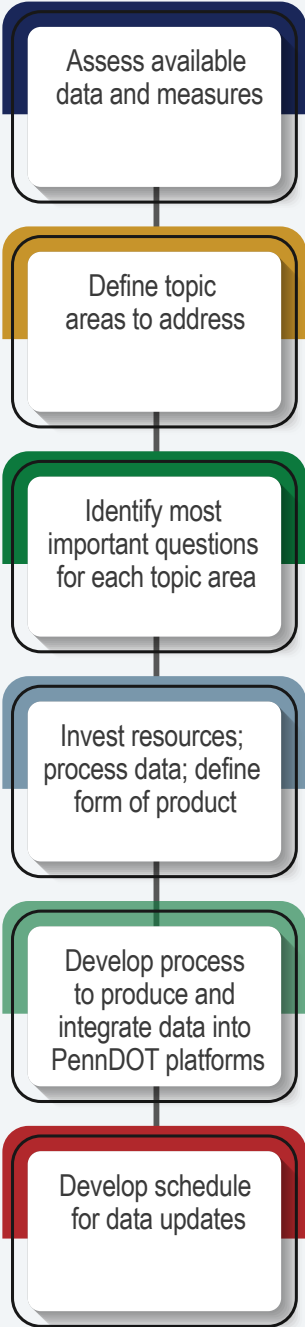 Assess available
data and measures
Define topic
areas to address
Identify most
important questions
for each topic area
Invest resources;
process data; define
form of product
Develop process
to produce and
integrate data into
PennDOT platforms
Develop schedule
for data updates